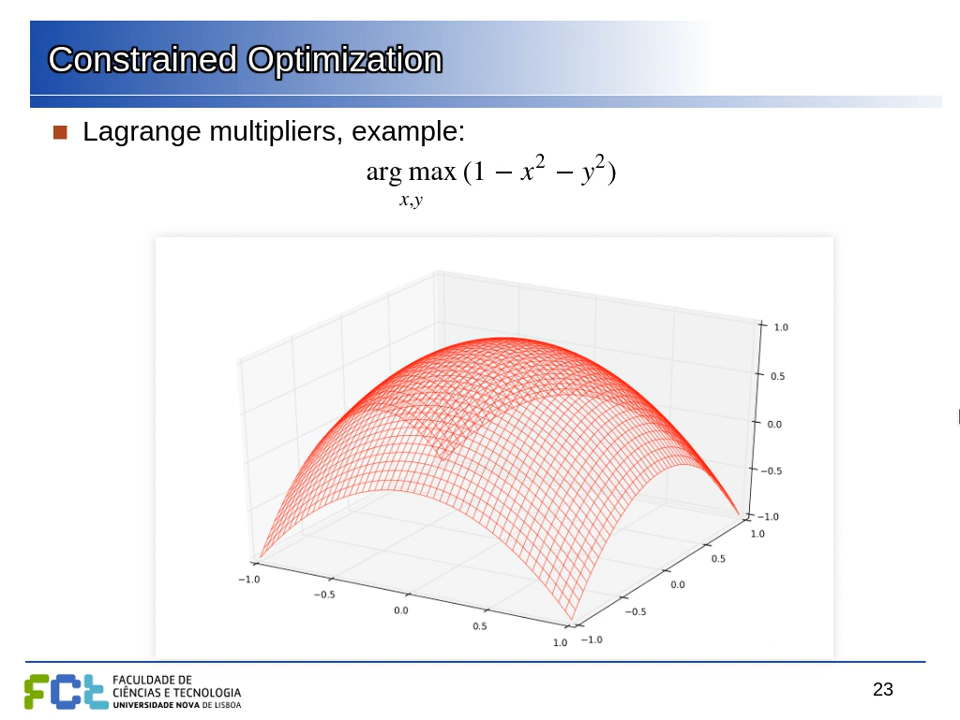 Constrained Optimization
Lagrange multipliers, example:
arg max (1 − x² − y²)
x,y
1.0
0.5
0.0
−0.5
−1.0
1.0
0.5
0.0
−0.5
−1.0
−1.0
−0.5
0.0
0.5
1.0
FCt
FACULDADE DE
CIÊNCIAS E TECNOLOGIA
UNIVERSIDADE NOVA DE LISBOA
23